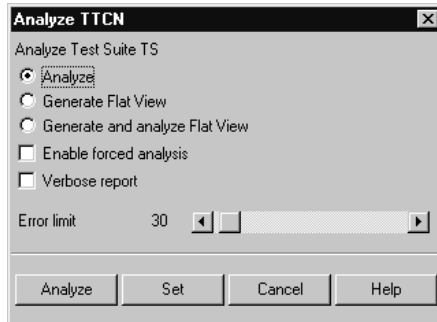 Analyze TTCN
Analyze Test Suite TS
Analyze
Generate Flat View
Generate and analyze Flat View
Enable forced analysis
Verbose report
Error limit 30
Analyze Set Cancel Help